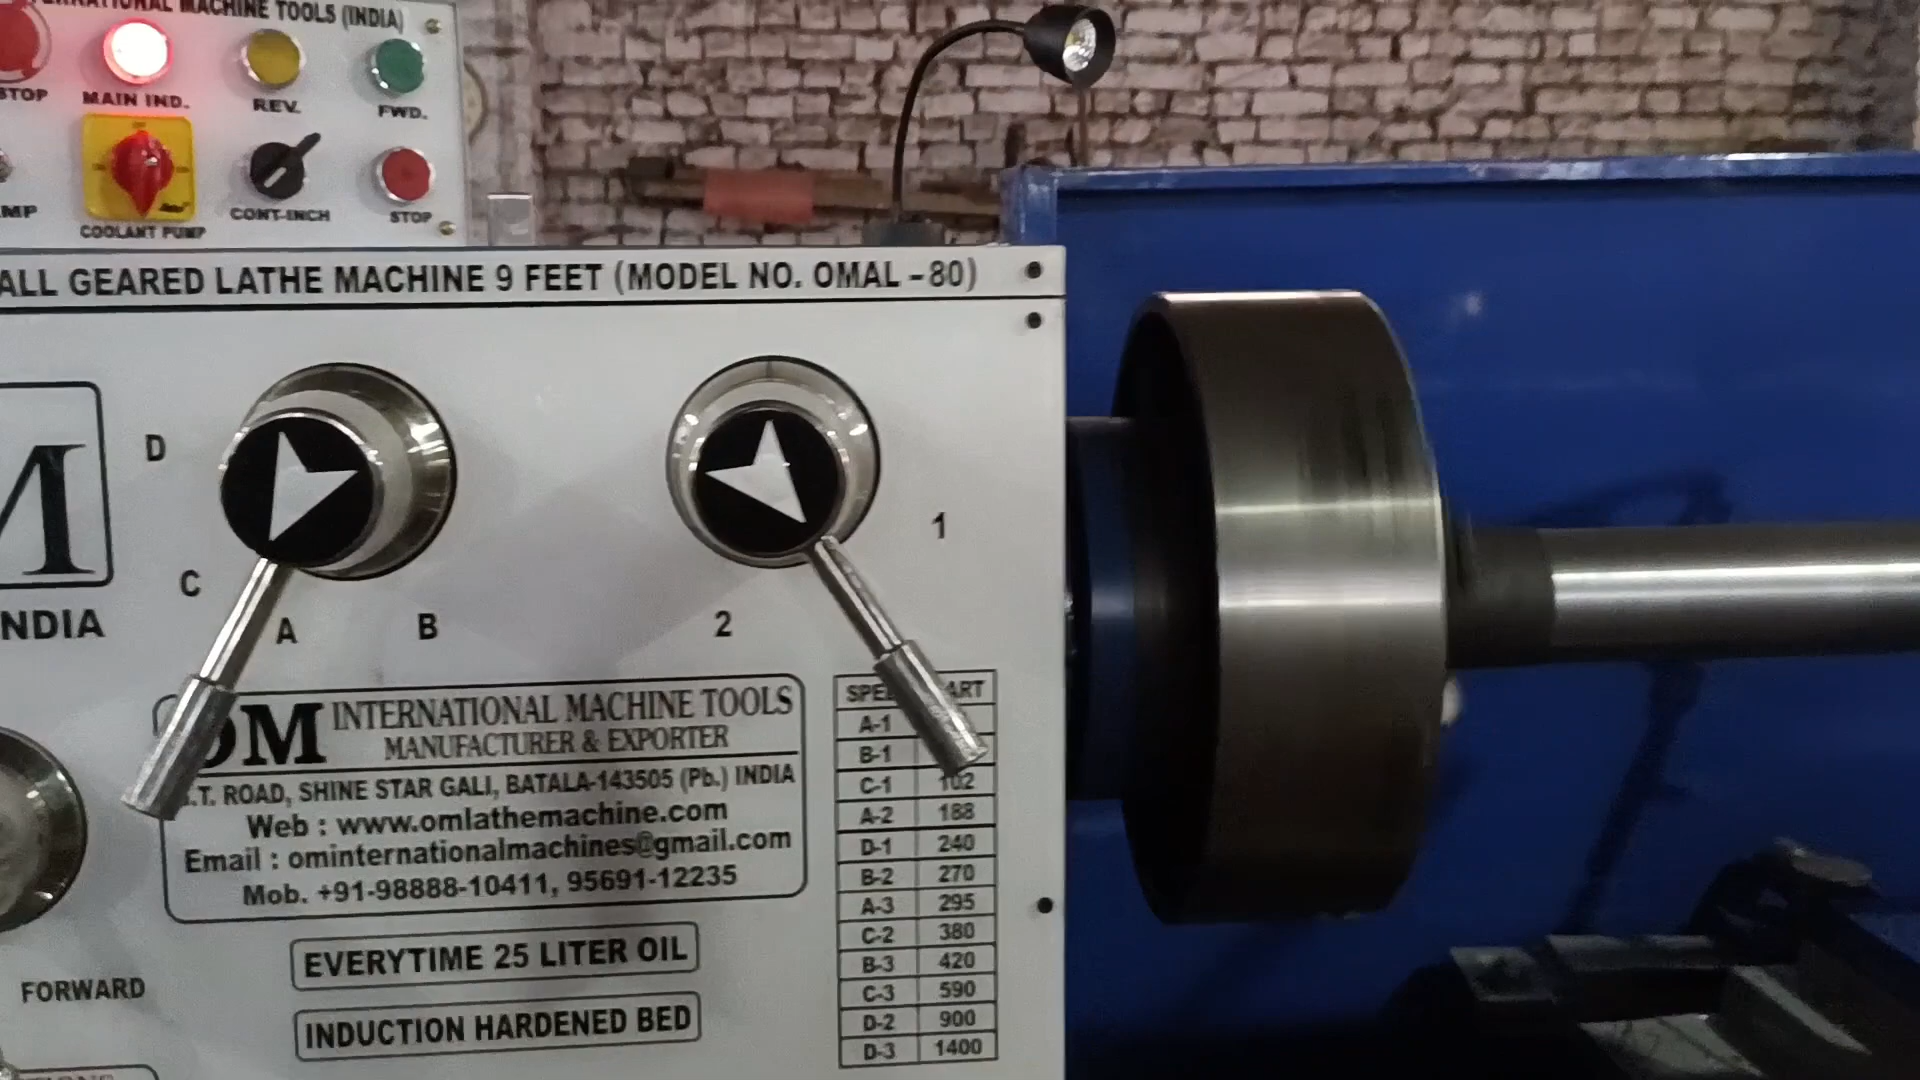 MACHINE TOOLS (INDIA)
STOP
MAIN IND.
REV.
FWD.
COOLANT PUMP
CONT-INCH
STOP
ALL GEARED LATHE MACHINE 9 FEET (MODEL NO. OMAL -80)
D
C
A
B
1
2
M
INDIA
OM INTERNATIONAL MACHINE TOOLS
MANUFACTURER & EXPORTER
G.T. ROAD, SHINE STAR GALI, BATALA-143505 (Pb.) INDIA
Web : www.omlathemachine.com
Email : ominternationalmachines@gmail.com
Mob. +91-98888-10411, 95691-12235
EVERYTIME 25 LITER OIL
INDUCTION HARDENED BED
FORWARD
A-1
B-1
C-1 102
A-2 188
D-1 240
B-2 270
A-3 295
C-2 380
B-3 420
C-3 590
D-2 900
D-3 1400